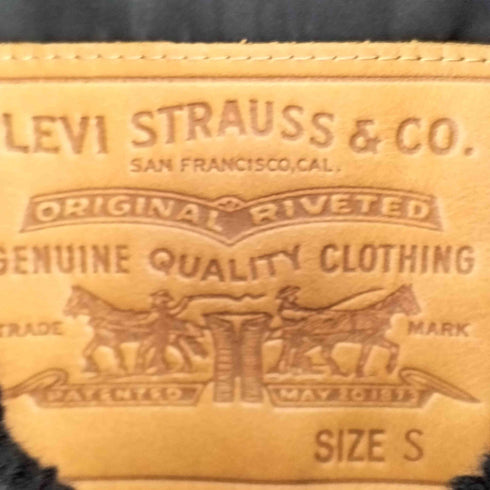 LEVI STRAUSS & CO.
SAN FRANCISCO, CAL.
ORIGINAL RIVETED
GENUINE QUALITY CLOTHING
TRADE MARK
PATENTED MAY 20 1873
SIZE S